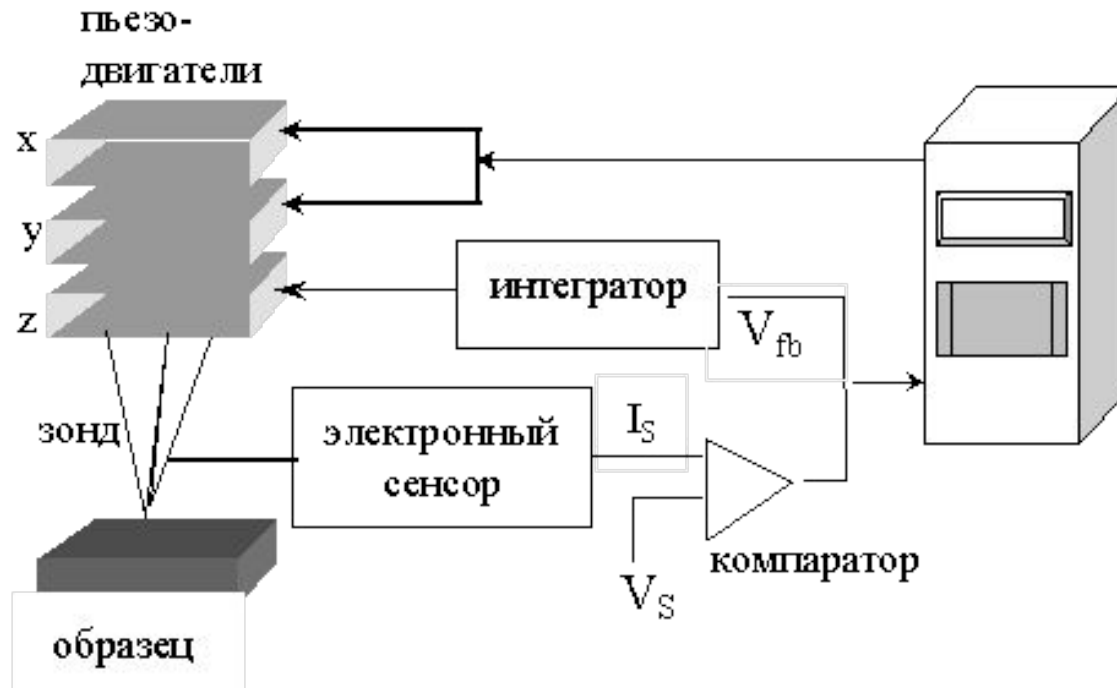 пьезо-
двигатели
x
y
z
интегратор
V_fb
зонд
электронный
сенсор
I_S
компаратор
V_S
образец